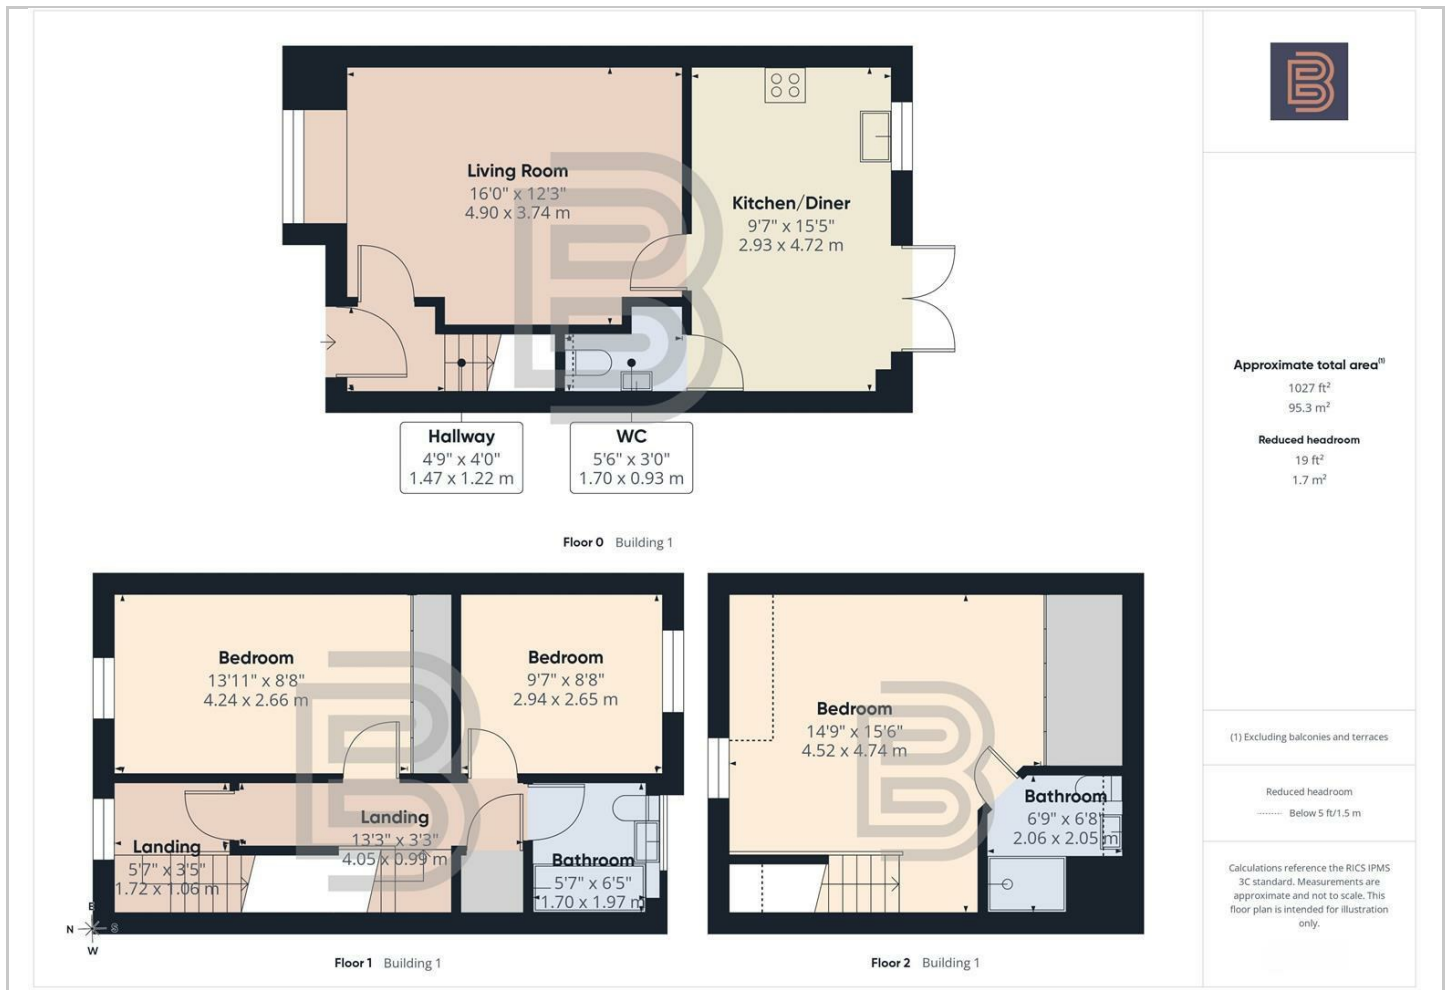 Living Room
16'0" x 12'3"
4.90 x 3.74 m
Kitchen/Diner
9'7" x 15'5"
2.93 x 4.72 m
Hallway
4'9" x 4'0"
1.47 x 1.22 m
WC
5'6" x 3'0"
1.70 x 0.93 m
Floor 0 Building 1
Bedroom
13'11" x 8'8"
4.24 x 2.66 m
Bedroom
9'7" x 8'8"
2.94 x 2.65 m
Landing
13'3" x 3'3"
4.05 x 0.99 m
Landing
5'7" x 3'5"
1.72 x 1.06 m
Bathroom
5'7" x 6'5"
1.70 x 1.97 m
E
N S
W
Floor 1 Building 1
Bedroom
14'9" x 15'6"
4.52 x 4.74 m
Bathroom
6'9" x 6'8"
2.06 x 2.05 m
Floor 2 Building 1
B
Approximate total area(1)
1027 ft²
95.3 m²
Reduced headroom
19 ft²
1.7 m²
(1) Excluding balconies and terraces
Reduced headroom
Below 5 ft/1.5 m
Calculations reference the RICS IPMS
3C standard. Measurements are
approximate and not to scale. This
floor plan is intended for illustration
only.